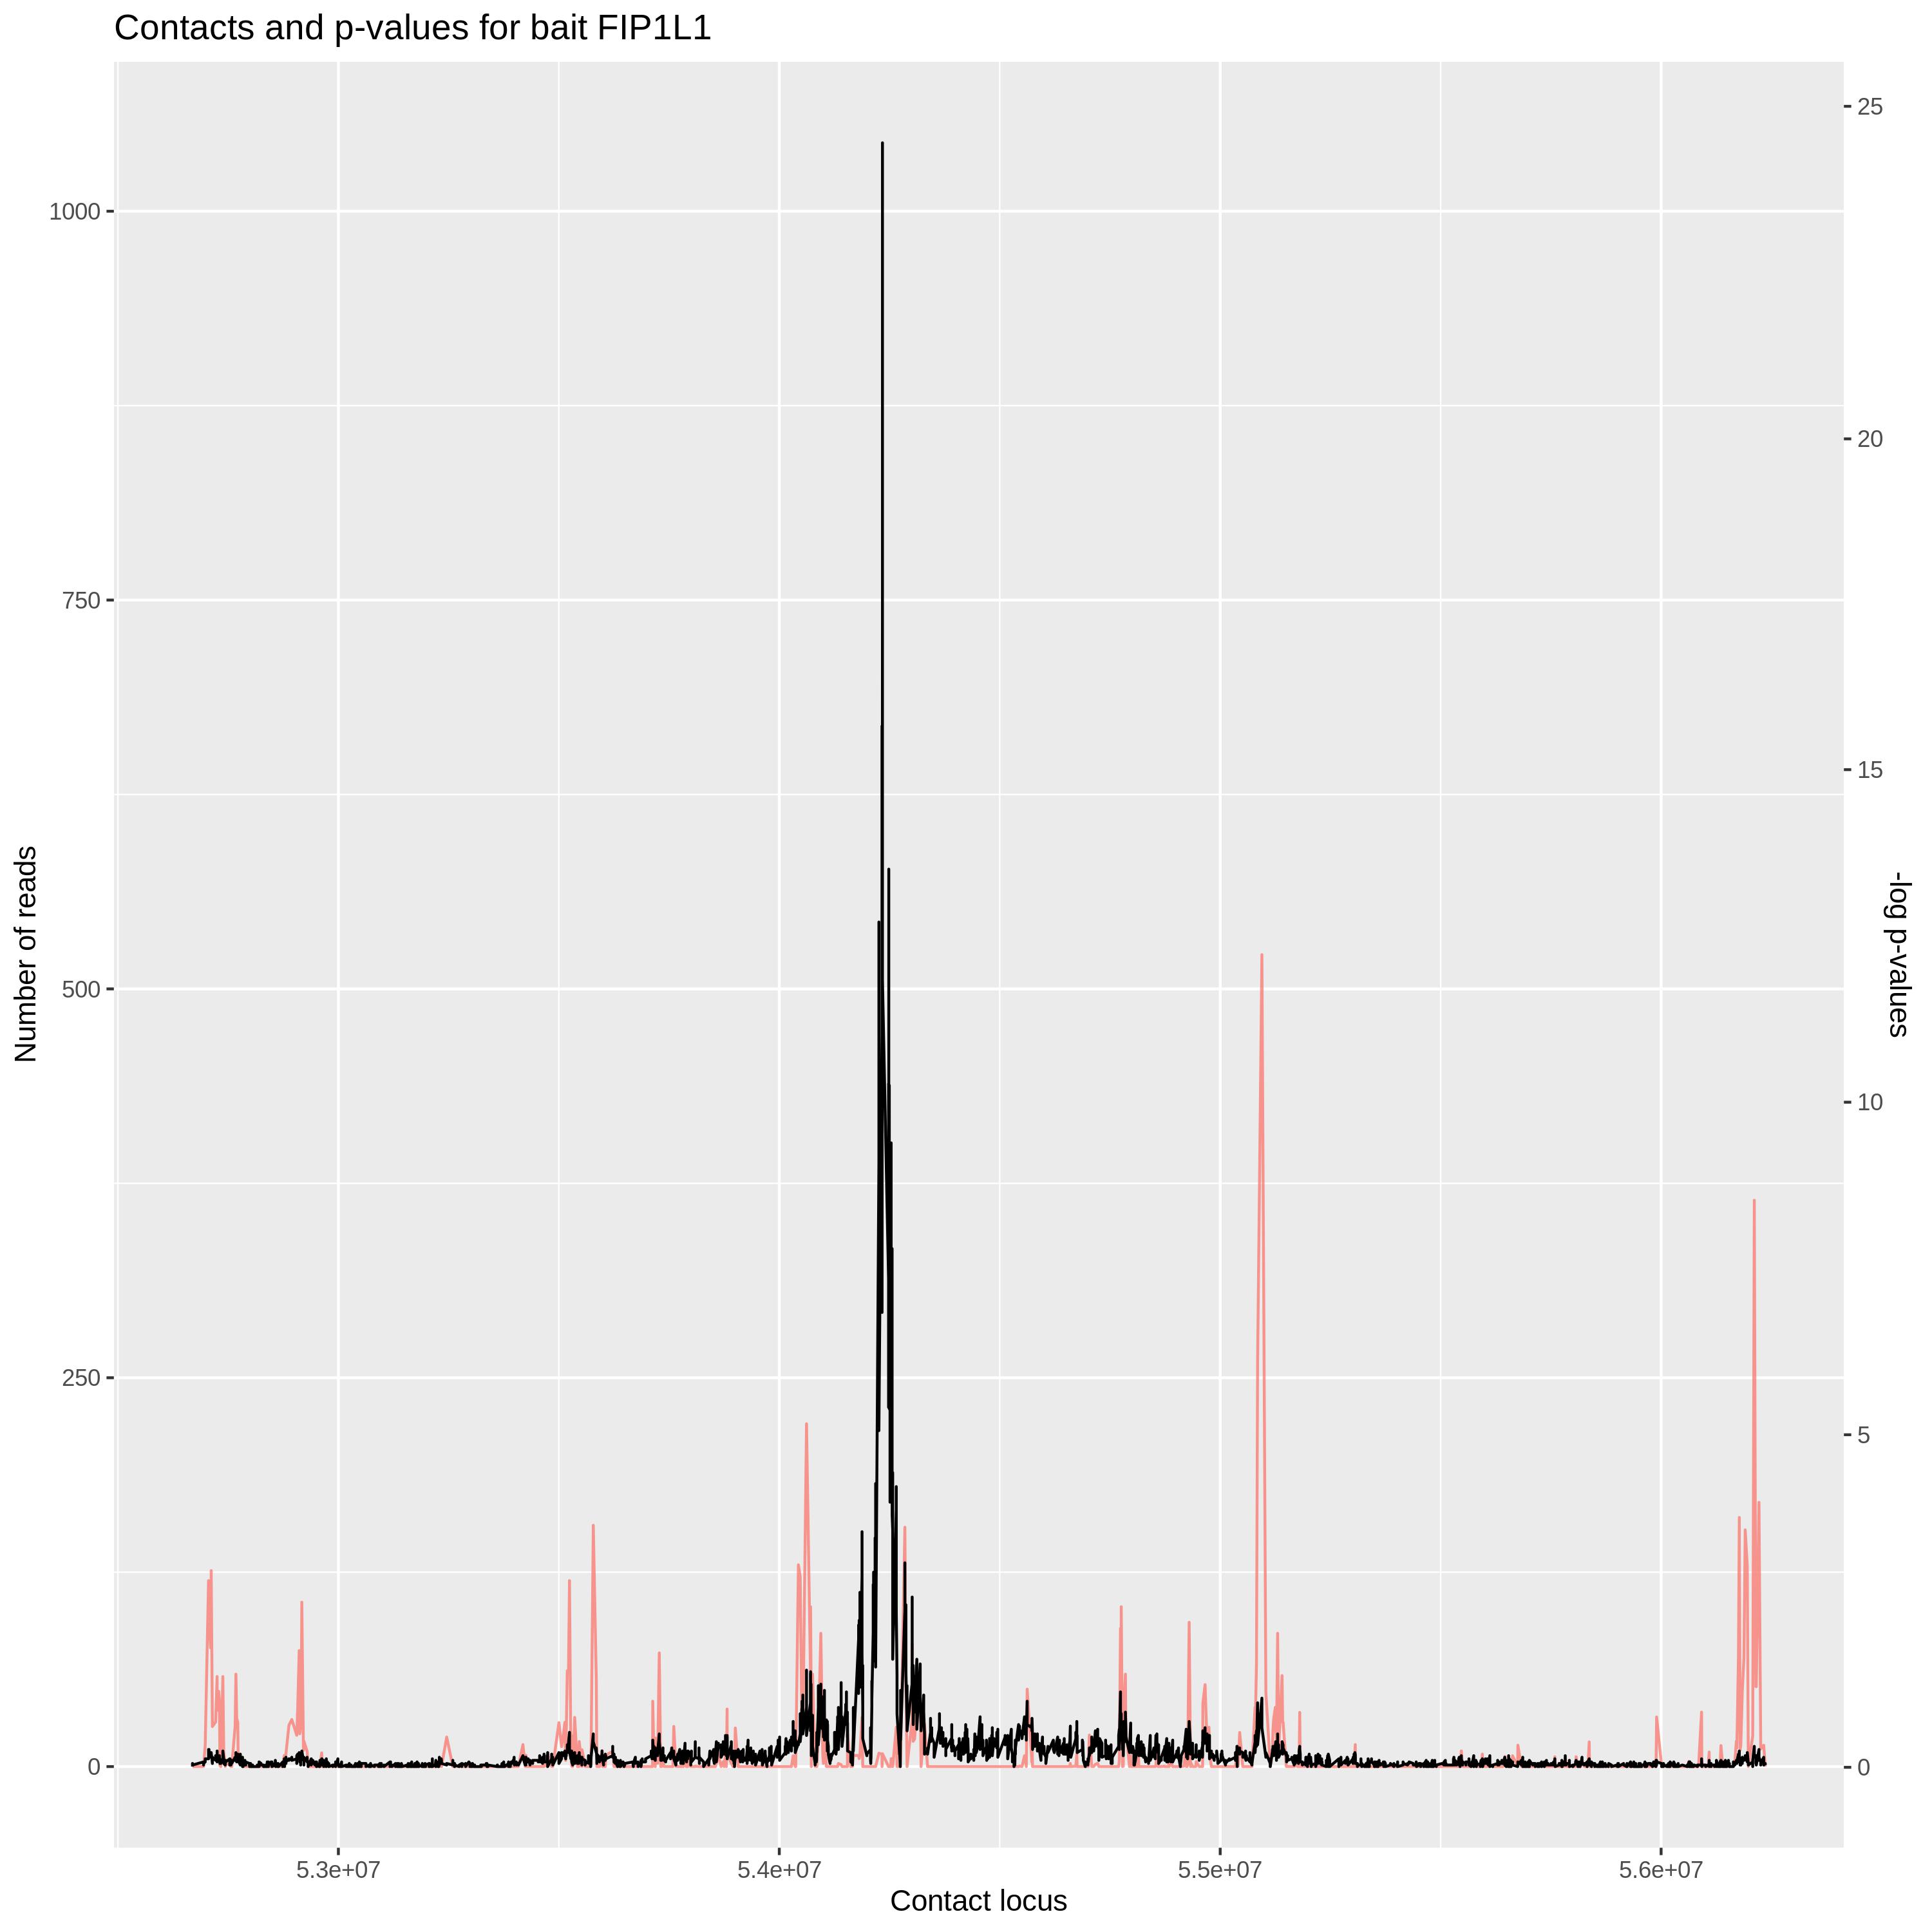 Contacts and p-values for bait FIP1L1
1000
750
500
250
0
Number of reads
25
20
15
10
5
0
-log p-values
5.3e+07
5.4e+07
5.5e+07
5.6e+07
Contact locus